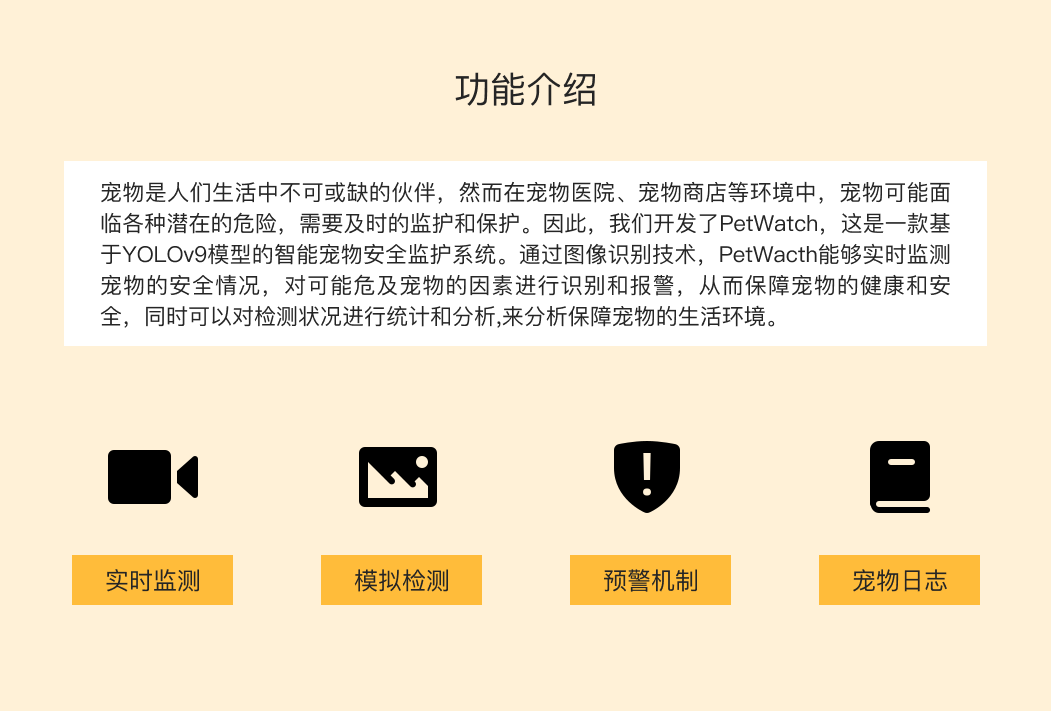 功能介绍
宠物是人们生活中不可或缺的伙伴，然而在宠物医院、宠物商店等环境中，宠物可能面
临各种潜在的危险，需要及时的监护和保护。因此，我们开发了PetWatch，这是一款基
于YOLOv9模型的智能宠物安全监护系统。通过图像识别技术，PetWacth能够实时监测
宠物的安全情况，对可能危及宠物的因素进行识别和报警，从而保障宠物的健康和安
全，同时可以对检测状况进行统计和分析,来分析保障宠物的生活环境。
实时监测
模拟检测
预警机制
宠物日志